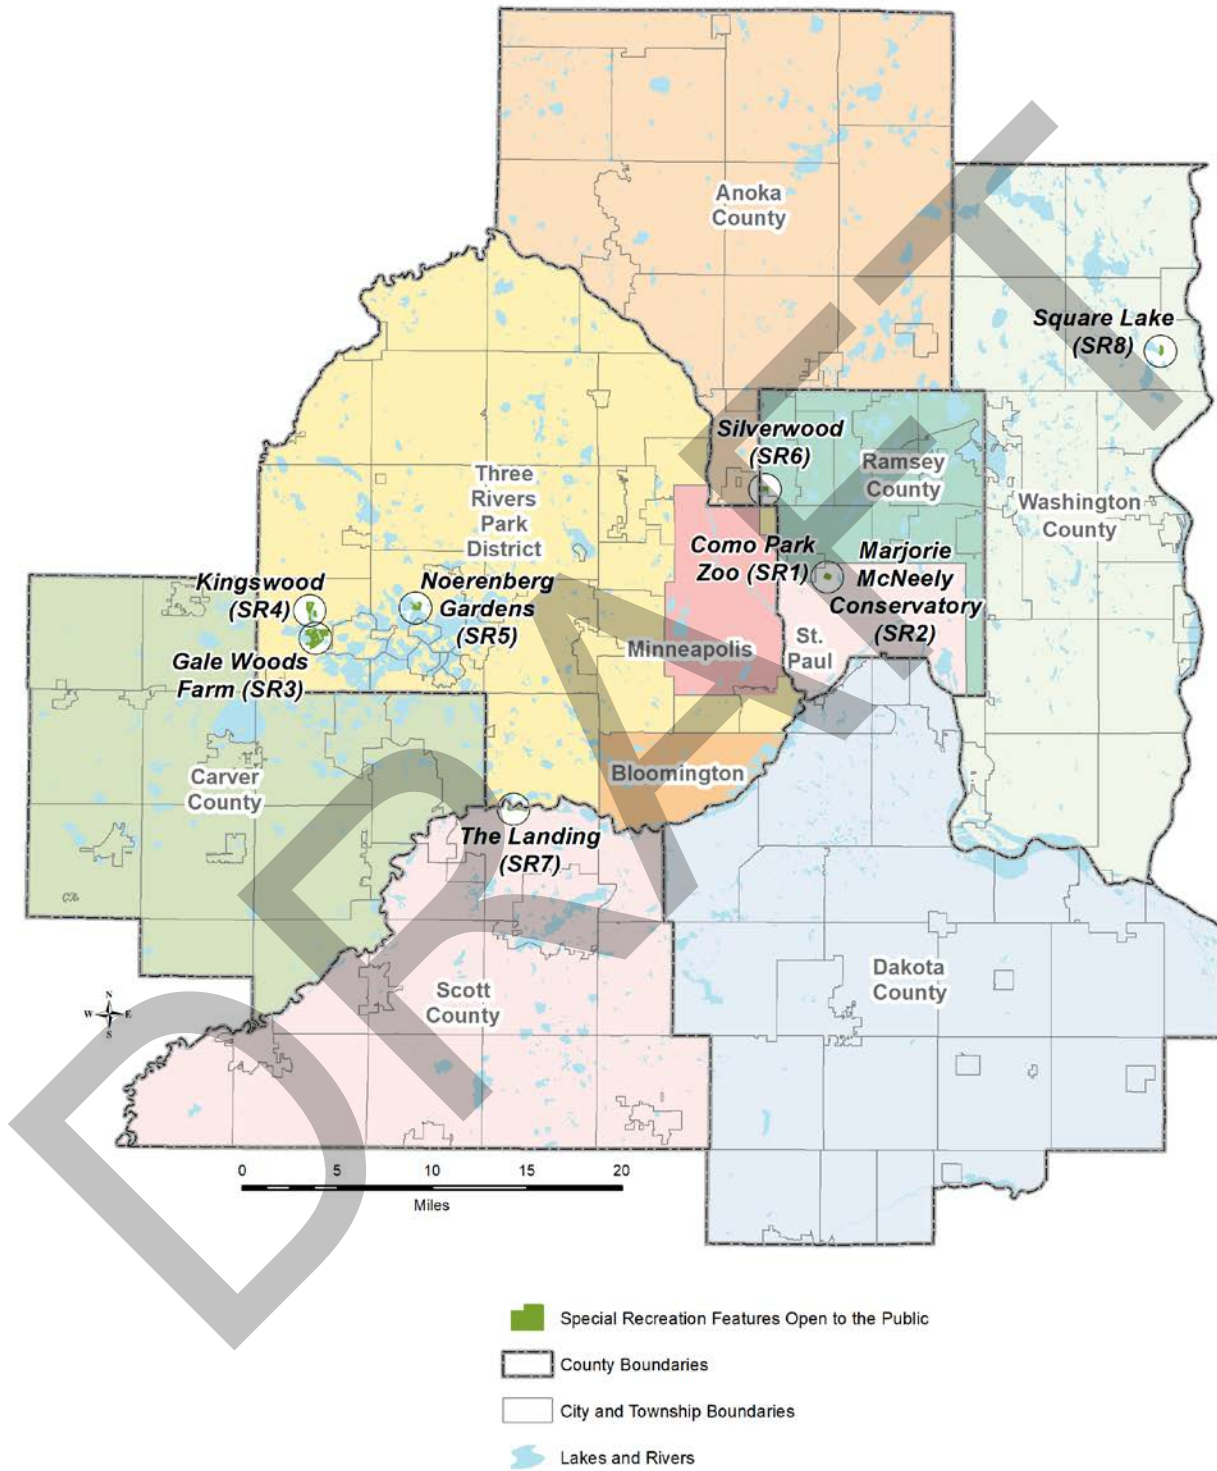 Anoka
County
Square Lake
(SR8)
Silverwood
(SR6)
Ramsey
County
Three
Rivers
Park
District
Washington
County
Como Park
Zoo (SR1)
Marjorie
McNeely
Conservatory
(SR2)
Kingswood
(SR4)
Noerenberg
Gardens
(SR5)
Minneapolis
St.
Paul
Gale Woods
Farm (SR3)
Carver
County
Bloomington
The Landing
(SR7)
Scott
County
Dakota
County
N
W E
S
0 5 10 15 20
Miles
DRAFT
Special Recreation Features Open to the Public
County Boundaries
City and Township Boundaries
Lakes and Rivers